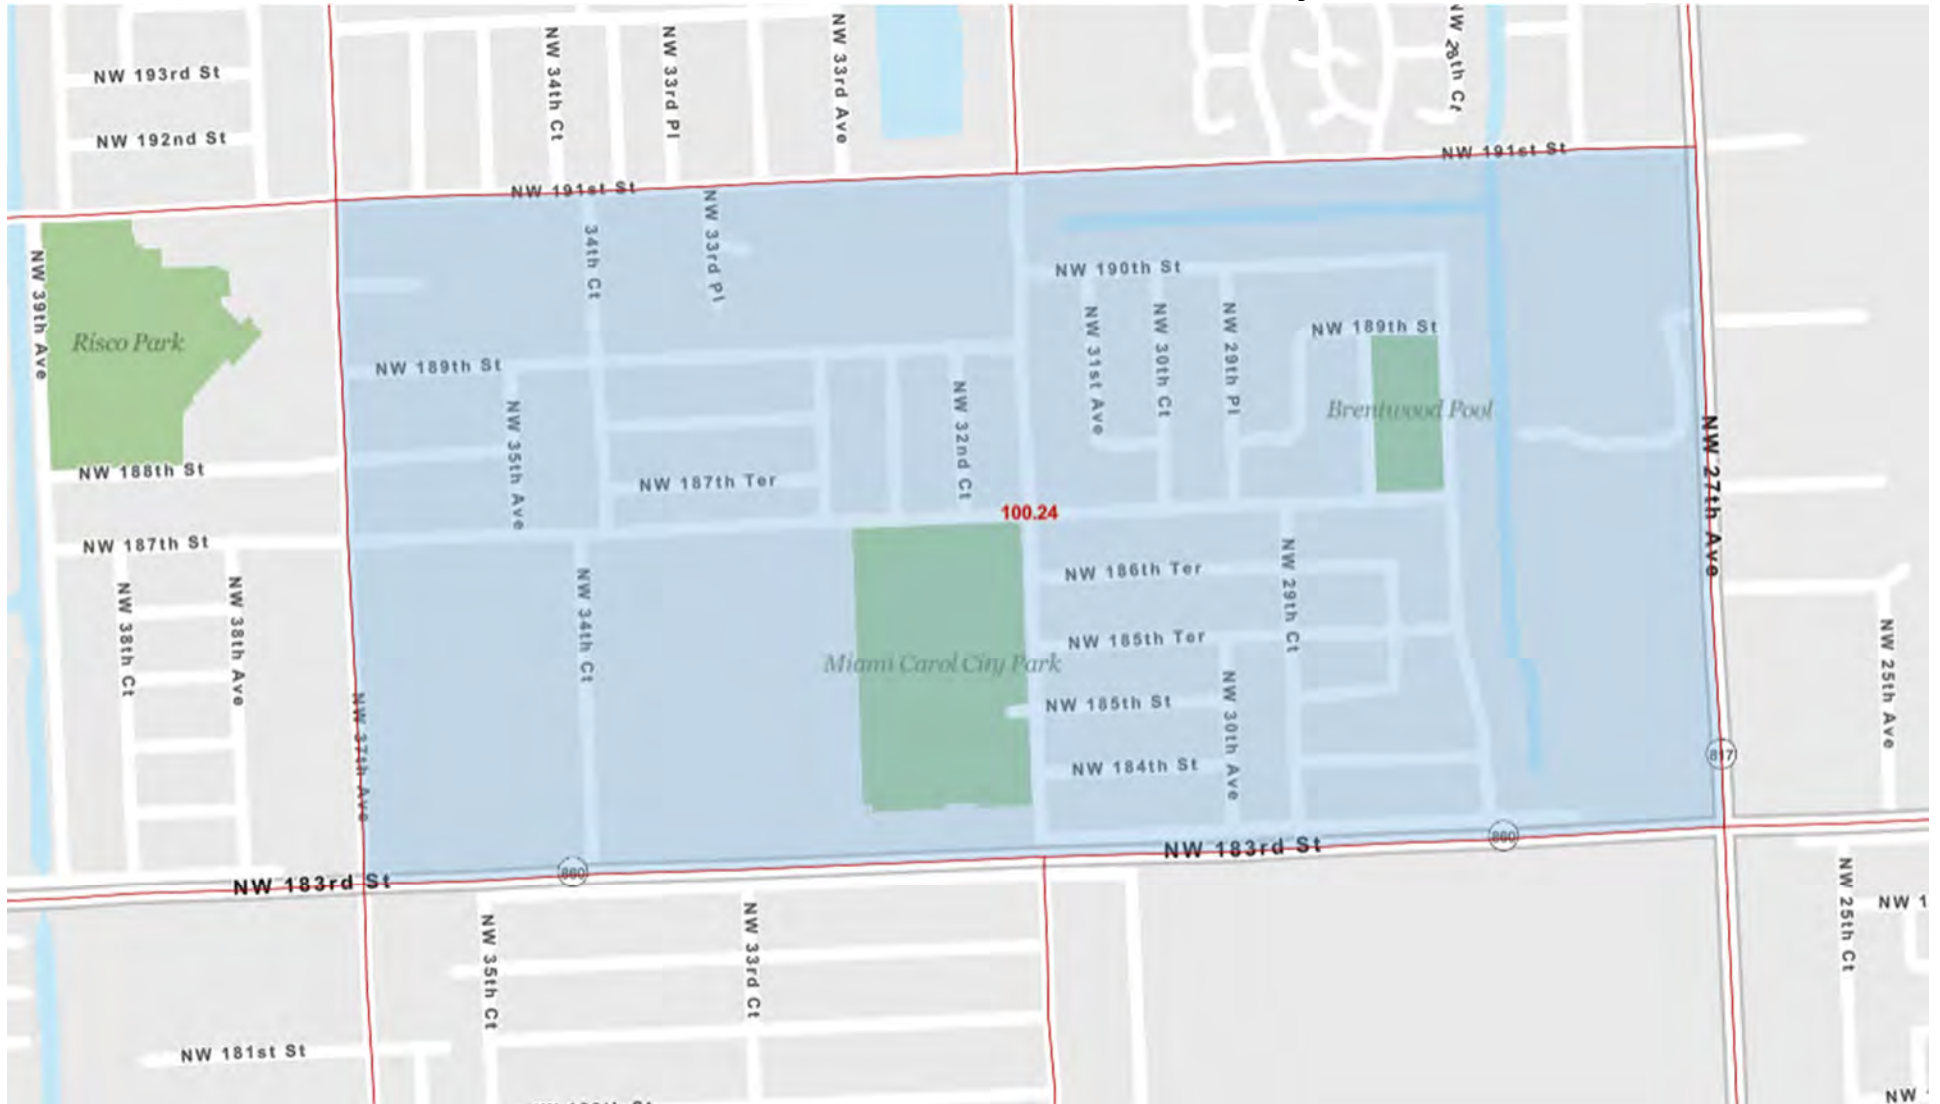 NW 193rd St
NW 192nd St
NW 34th Ct
NW 33rd Pl
NW 33rd Ave
NW 28th Ct
NW 191st St
NW 191st St
NW 39th Ave
Risco Park
34th Ct
NW 33rd Pl
NW 190th St
NW 189th St
NW 31st Ave
NW 30th Ct
NW 29th Pl
NW 189th St
Brentwood Pool
NW 35th Ave
NW 32nd Ct
NW 27th Ave
NW 188th St
NW 187th Ter
100.24
NW 187th St
NW 38th Ct
NW 38th Ave
NW 34th Ct
NW 186th Ter
NW 29th Ct
NW 185th Ter
Miami Carol City Park
NW 185th St
NW 30th Ave
NW 25th Ave
NW 37th Ave
NW 184th St
817
860
NW 183rd St
860
NW 183rd St
NW 35th Ct
NW 33rd Ct
NW 25th Ct
NW 1
NW 181st St
NW